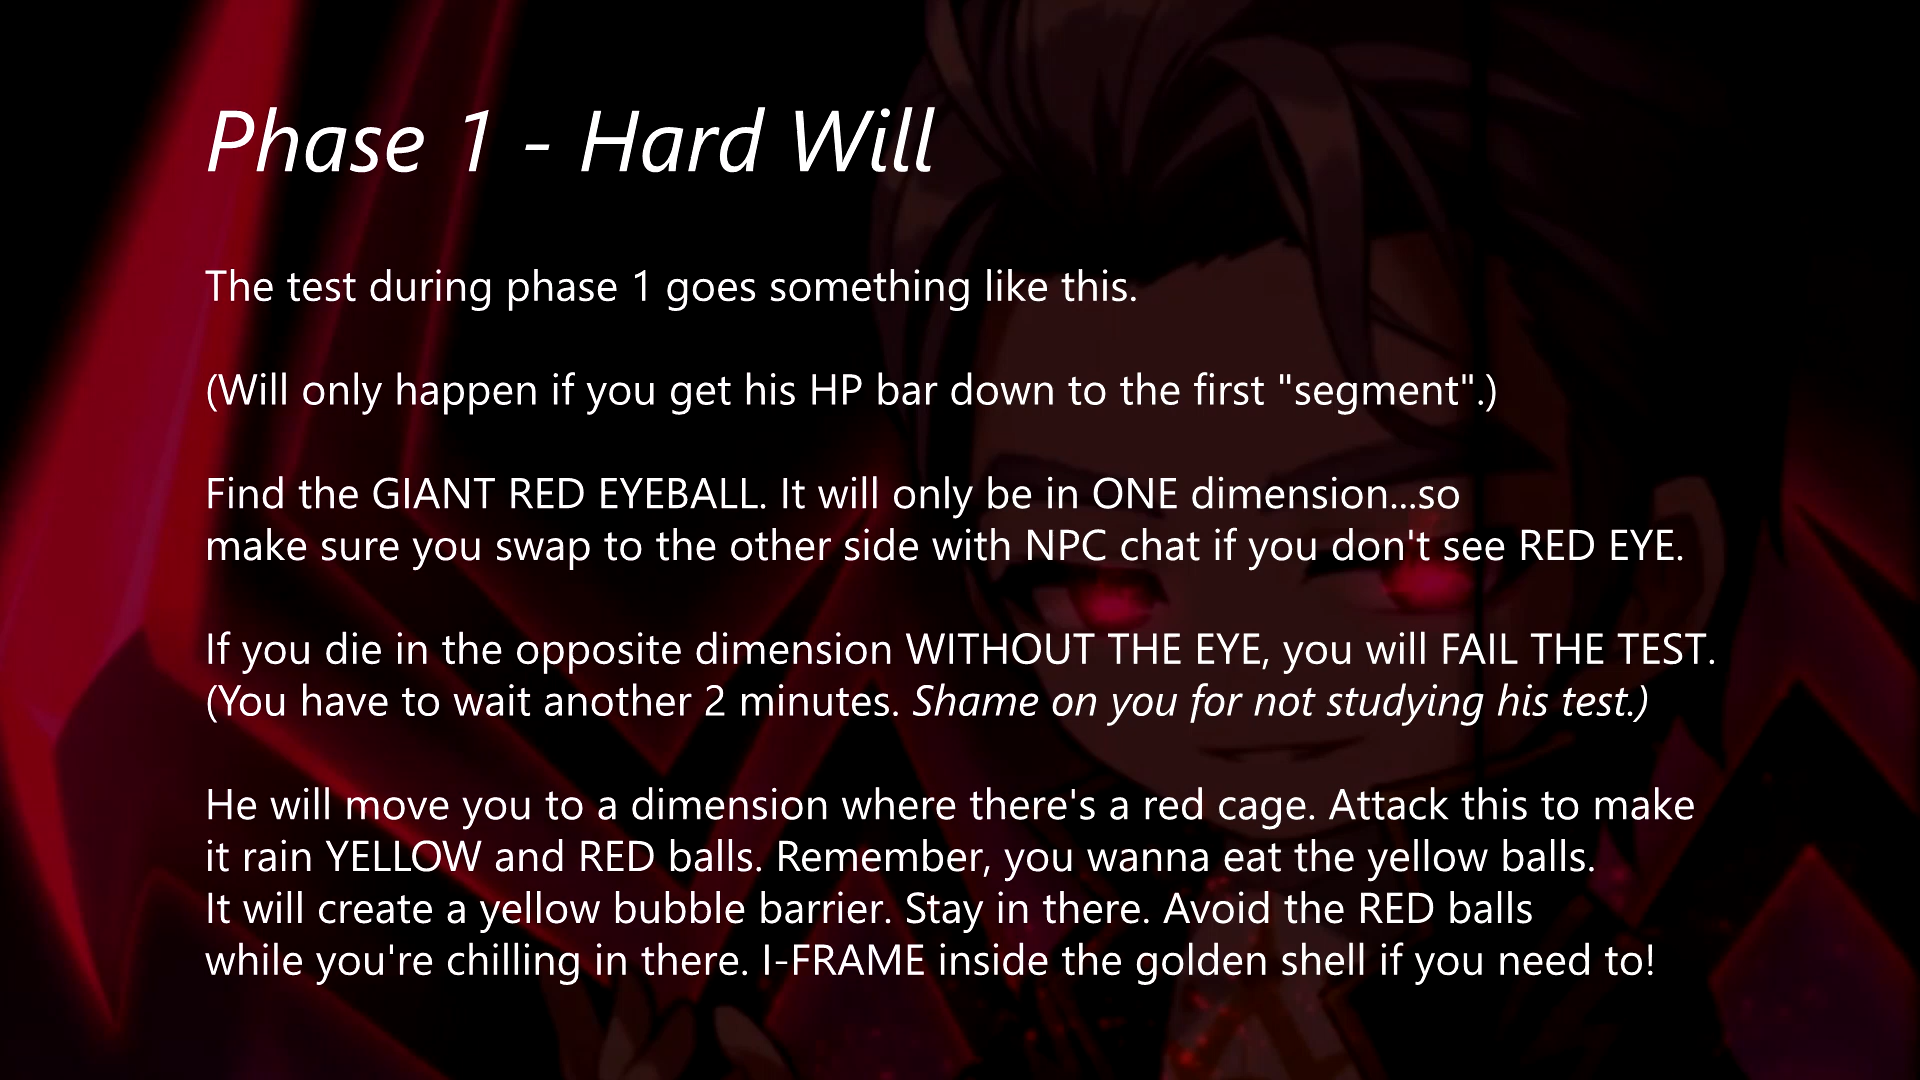 Phase 1 - Hard Will
The test during phase 1 goes something like this.
(Will only happen if you get his HP bar down to the first "segment".)
Find the GIANT RED EYEBALL. It will only be in ONE dimension...so
make sure you swap to the other side with NPC chat if you don't see RED EYE.
If you die in the opposite dimension WITHOUT THE EYE, you will FAIL THE TEST.
(You have to wait another 2 minutes. Shame on you for not studying his test.)
He will move you to a dimension where there's a red cage. Attack this to make
it rain YELLOW and RED balls. Remember, you wanna eat the yellow balls.
It will create a yellow bubble barrier. Stay in there. Avoid the RED balls
while you're chilling in there. I-FRAME inside the golden shell if you need to!